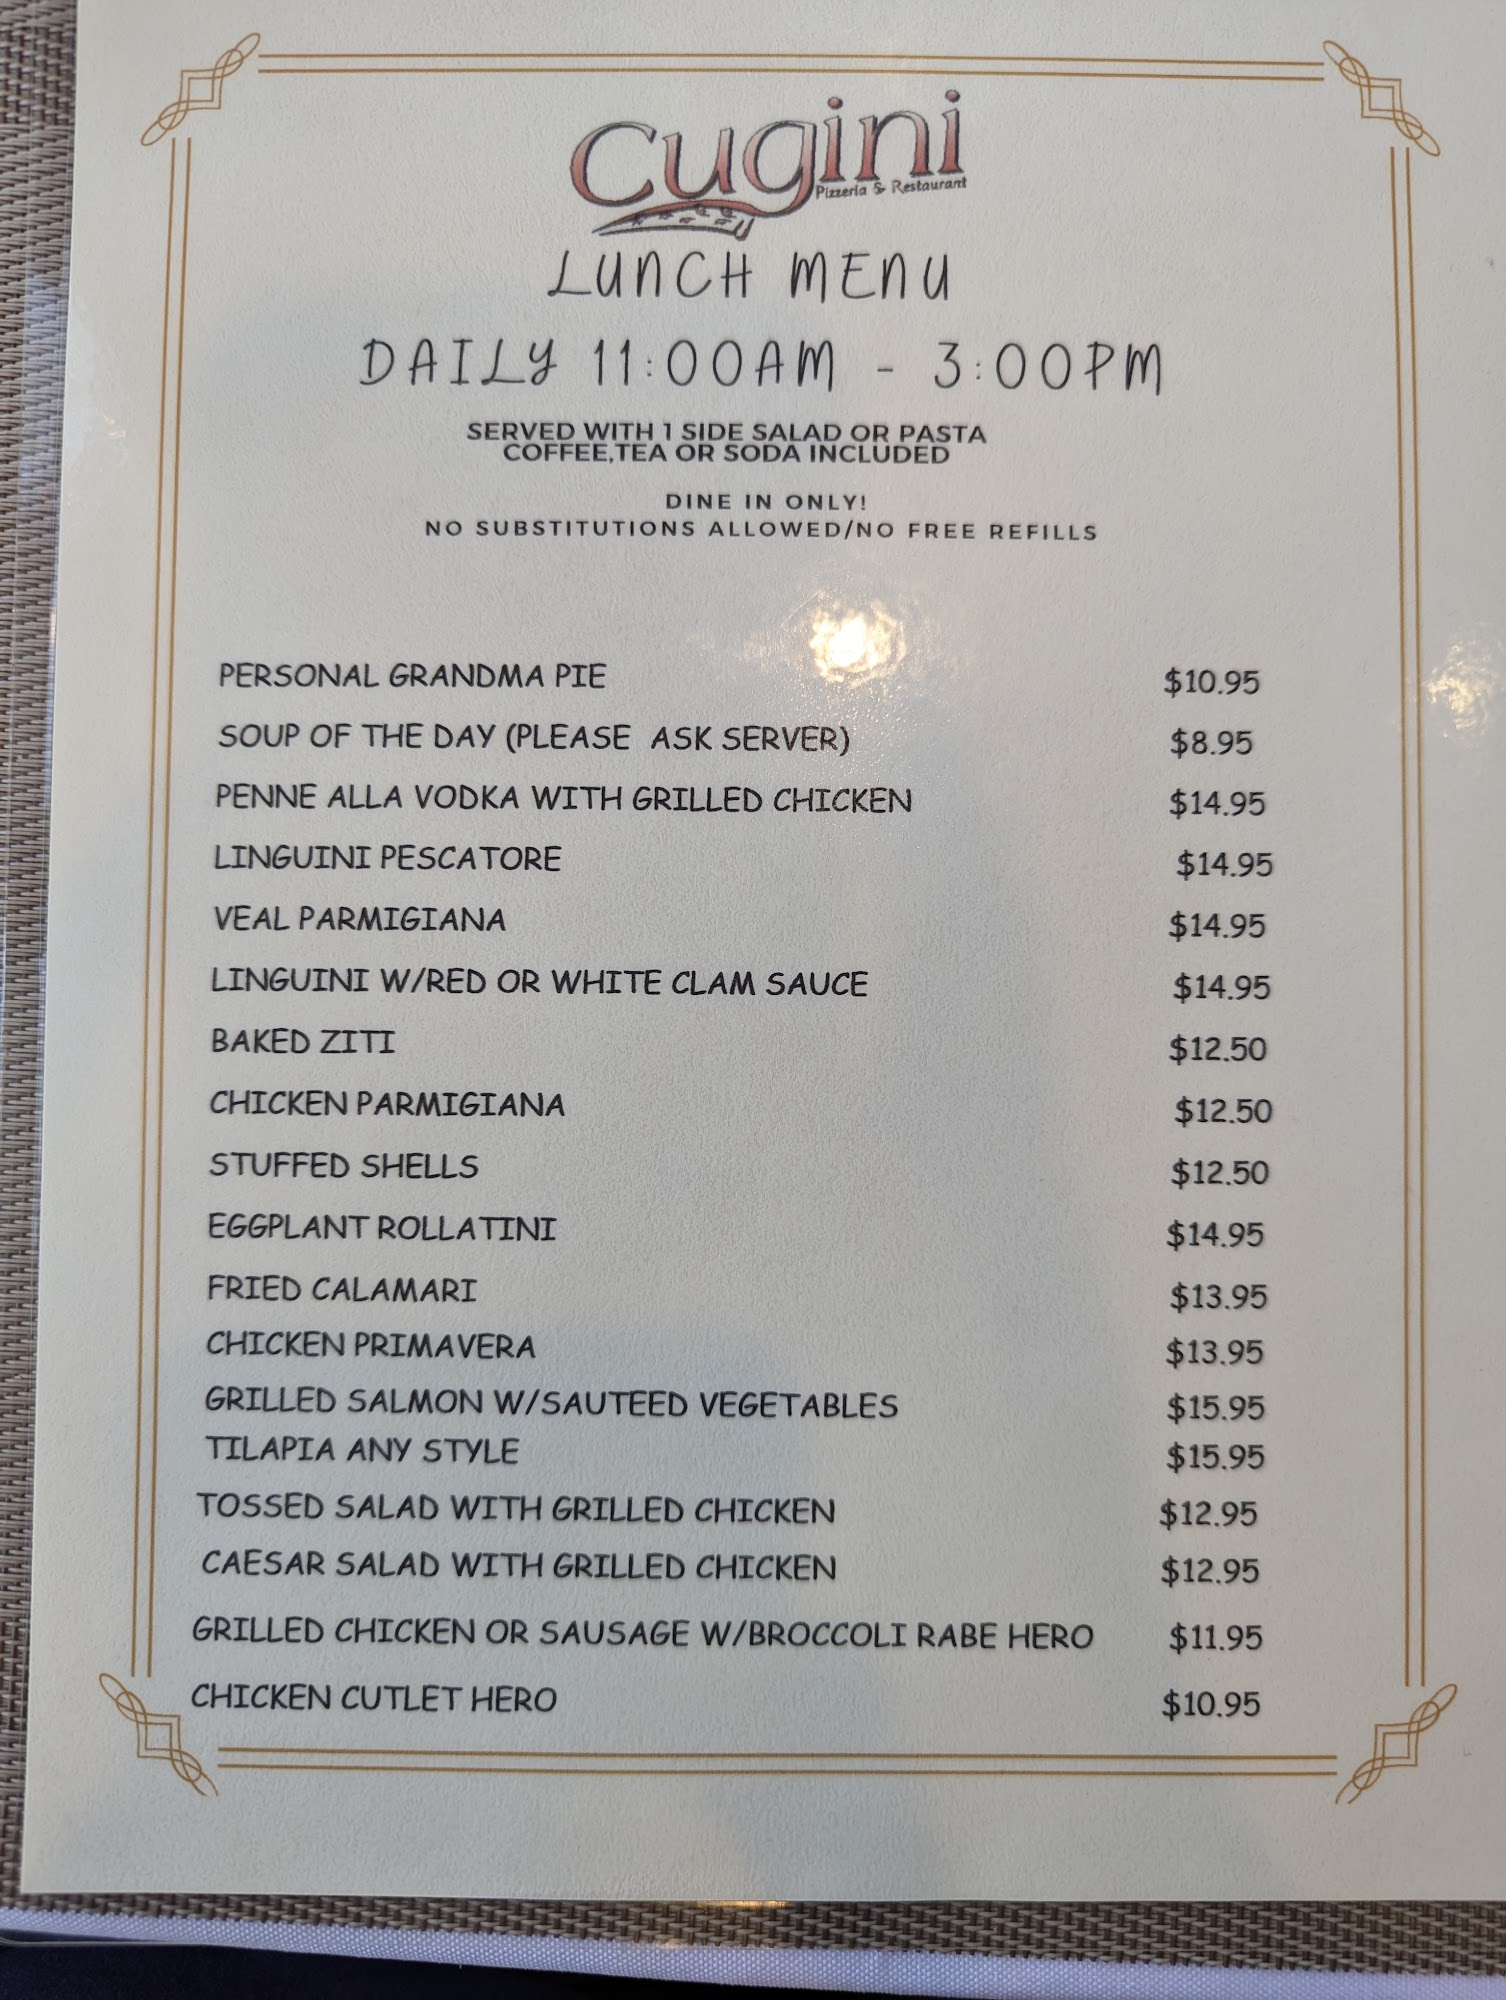 Cugini
Pizzeria & Restaurant
LUNCH MENU
DAILY 11:00AM - 3:00PM
SERVED WITH 1 SIDE SALAD OR PASTA
COFFEE,TEA OR SODA INCLUDED
DINE IN ONLY!
NO SUBSTITUTIONS ALLOWED/NO FREE REFILLS
PERSONAL GRANDMA PIE $10.95
SOUP OF THE DAY (PLEASE ASK SERVER) $8.95
PENNE ALLA VODKA WITH GRILLED CHICKEN $14.95
LINGUINI PESCATORE $14.95
VEAL PARMIGIANA $14.95
LINGUINI W/RED OR WHITE CLAM SAUCE $14.95
BAKED ZITI $12.50
CHICKEN PARMIGIANA $12.50
STUFFED SHELLS $12.50
EGGPLANT ROLLATINI $14.95
FRIED CALAMARI $13.95
CHICKEN PRIMAVERA $13.95
GRILLED SALMON W/SAUTEED VEGETABLES $15.95
TILAPIA ANY STYLE $15.95
TOSSED SALAD WITH GRILLED CHICKEN $12.95
CAESAR SALAD WITH GRILLED CHICKEN $12.95
GRILLED CHICKEN OR SAUSAGE W/BROCCOLI RABE HERO $11.95
CHICKEN CUTLET HERO $10.95